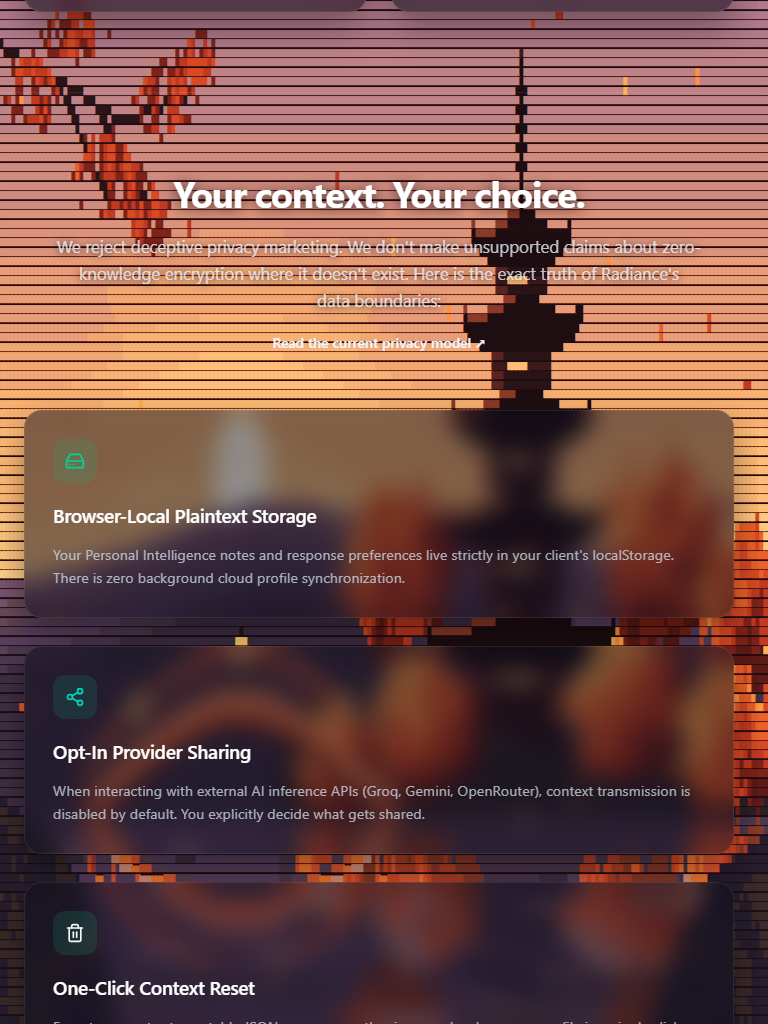 Your context. Your choice.
We reject deceptive privacy marketing. We don't make unsupported claims about zero-
knowledge encryption where it doesn't exist. Here is the exact truth of Radiance's
data boundaries:
Read the current privacy model ↗
Browser-Local Plaintext Storage
Your Personal Intelligence notes and response preferences live strictly in your client's localStorage.
There is zero background cloud profile synchronization.
Opt-In Provider Sharing
When interacting with external AI inference APIs (Groq, Gemini, OpenRouter), context transmission is
disabled by default. You explicitly decide what gets shared.
One-Click Context Reset